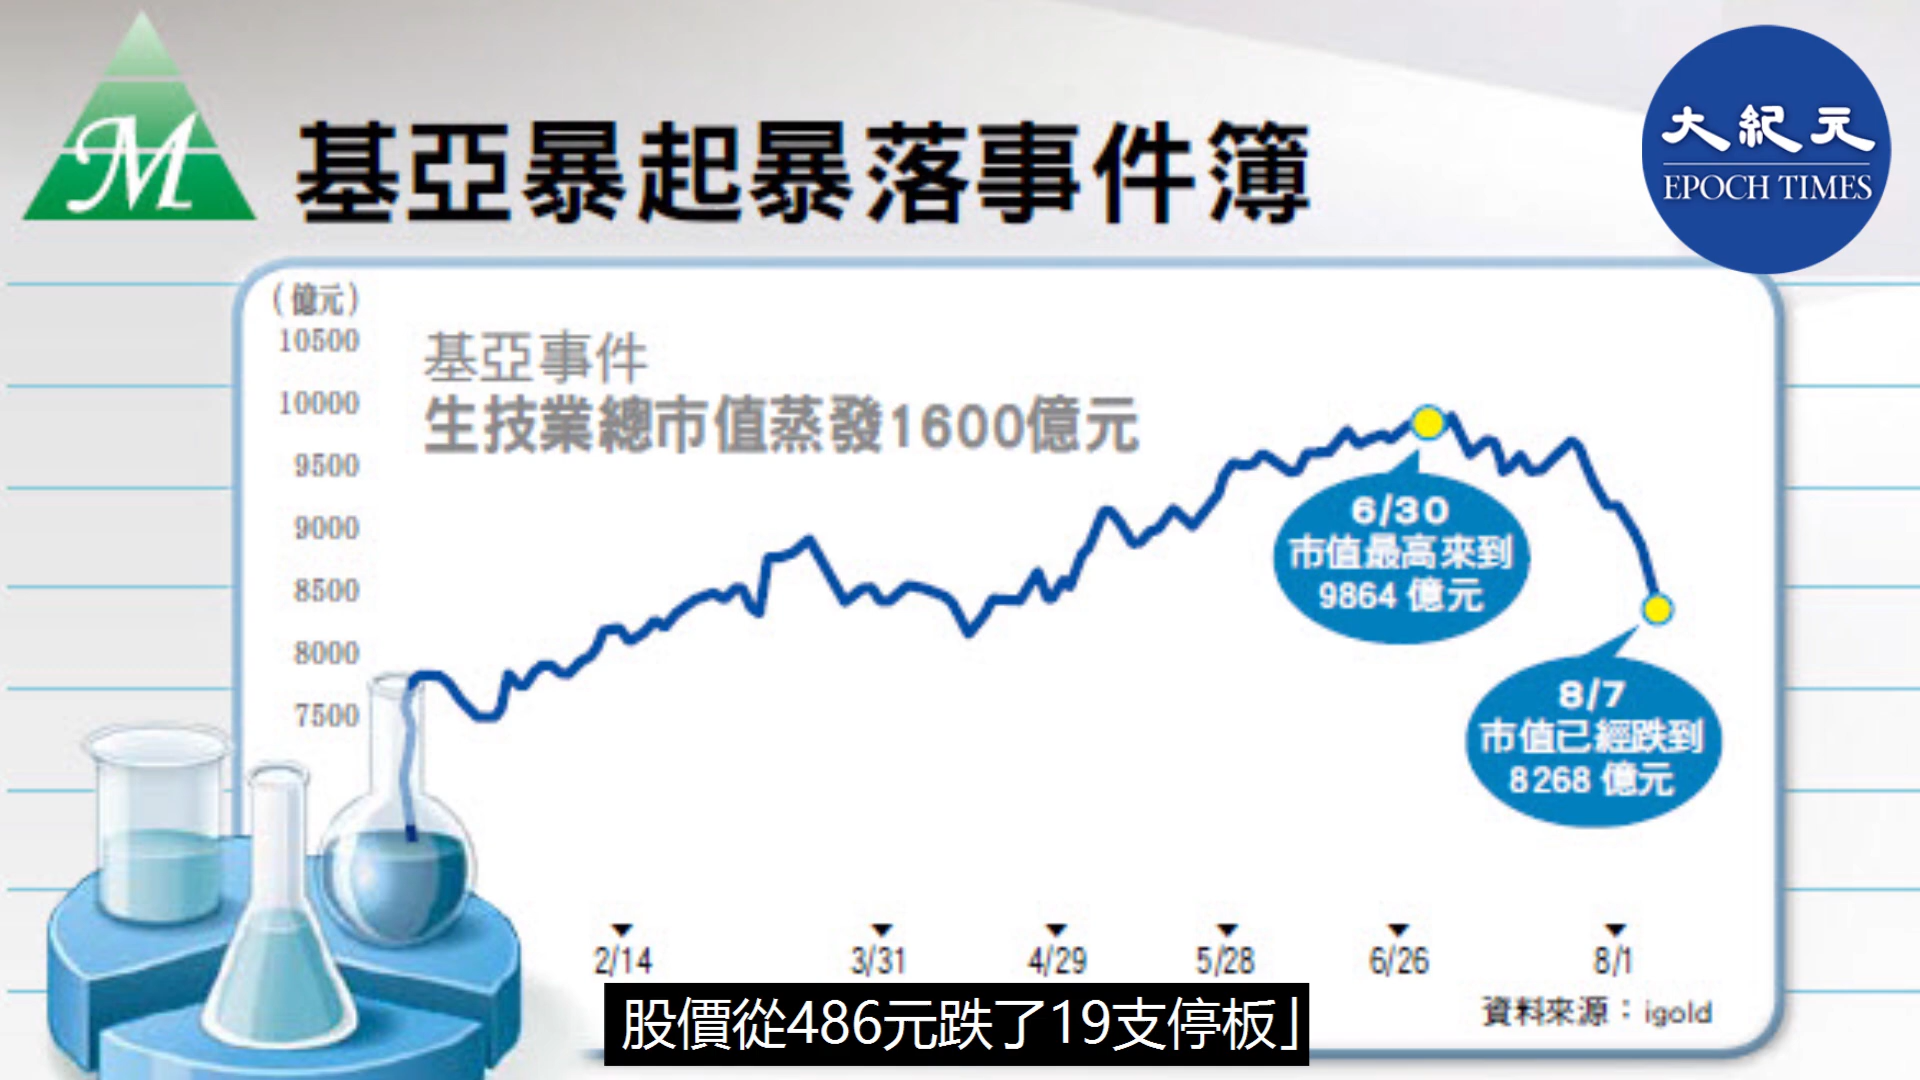 M
基亞暴起暴落事件簿
大紀元
EPOCH TIMES
(億元)
10500
10000
9500
9000
8500
8000
7500
基亞事件
生技業總市值蒸發1600億元
6/30
市值最高來到
9864 億元
8/7
市值已經跌到
8268 億元
2/14
3/31
4/29
5/28
6/26
8/1
資料來源：igold
股價從486元跌了19支停板」